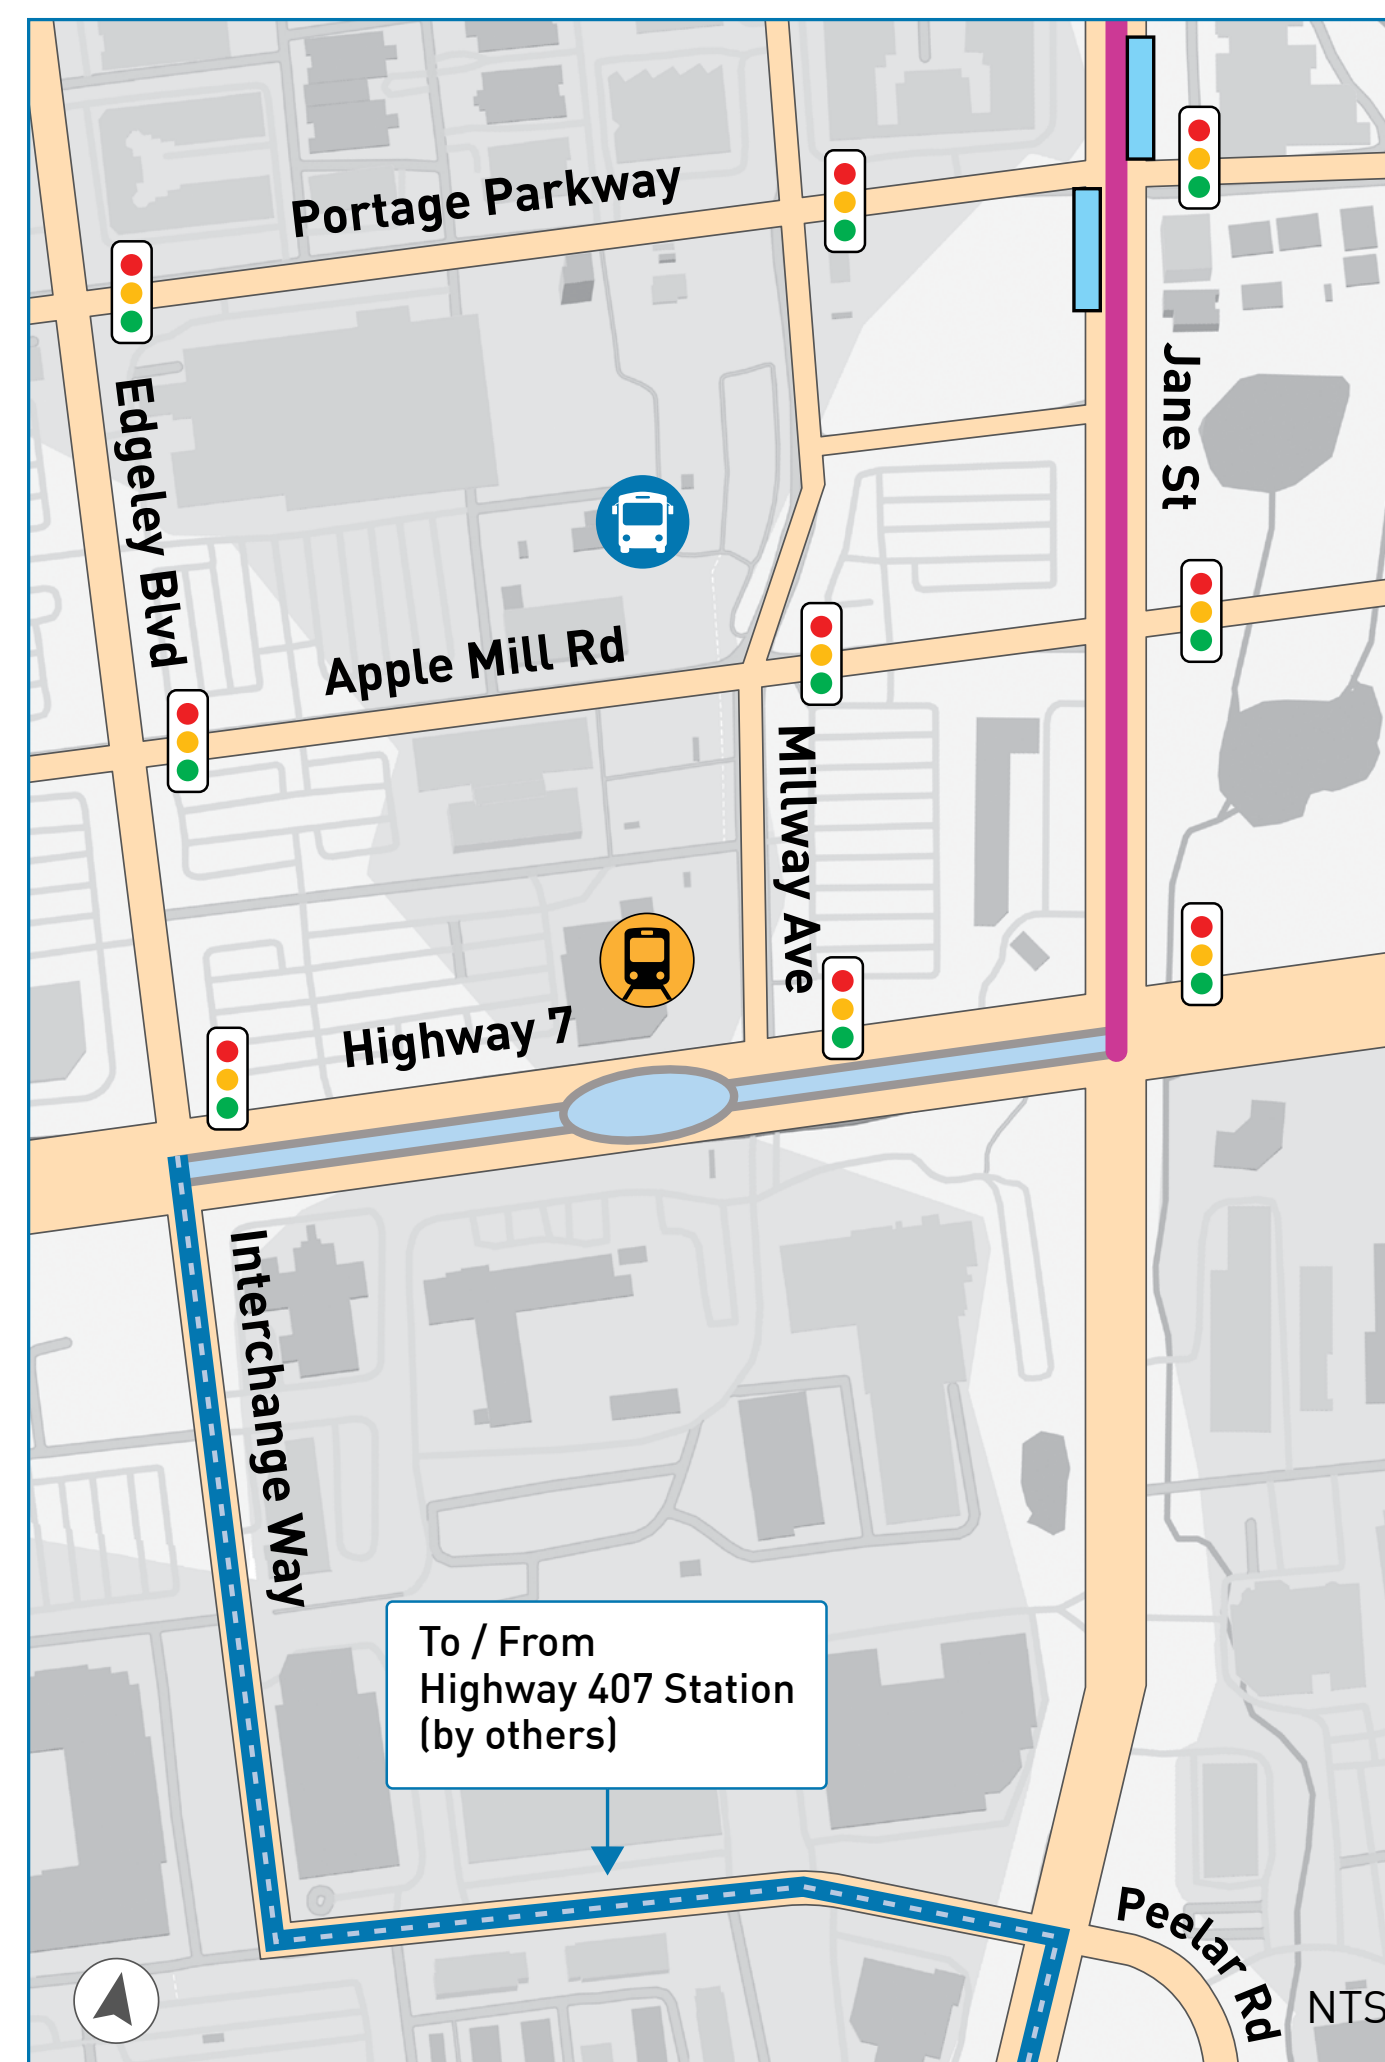 Portage Parkway
Jane St
Edgeley Blvd
Apple Mill Rd
Millway Ave
Highway 7
Interchange Way
To / From
Highway 407 Station
(by others)
Peelar Rd
NTS